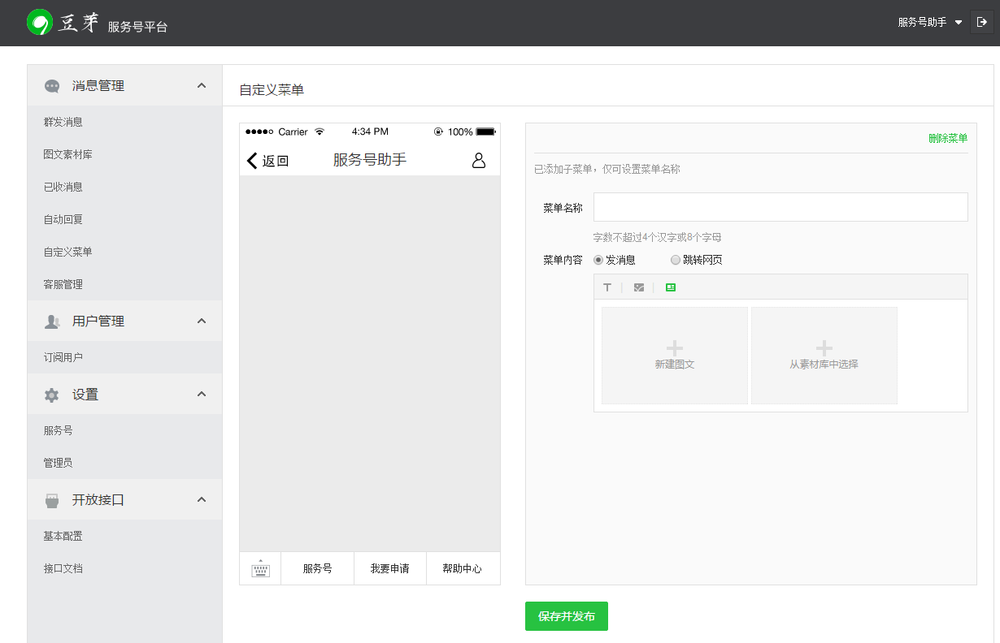 豆芽 服务号平台
服务号助手
消息管理
群发消息
图文素材库
已收消息
自动回复
自定义菜单
客服管理
用户管理
订阅用户
设置
服务号
管理员
开放接口
基本配置
接口文档
自定义菜单
Carrier 4:34 PM 100%
返回 服务号助手
服务号 我要申请 帮助中心
删除菜单
已添加子菜单，仅可设置菜单名称
菜单名称
字数不超过4个汉字或8个字母
菜单内容 发消息 跳转网页
T
新建图文 从素材库中选择
保存并发布